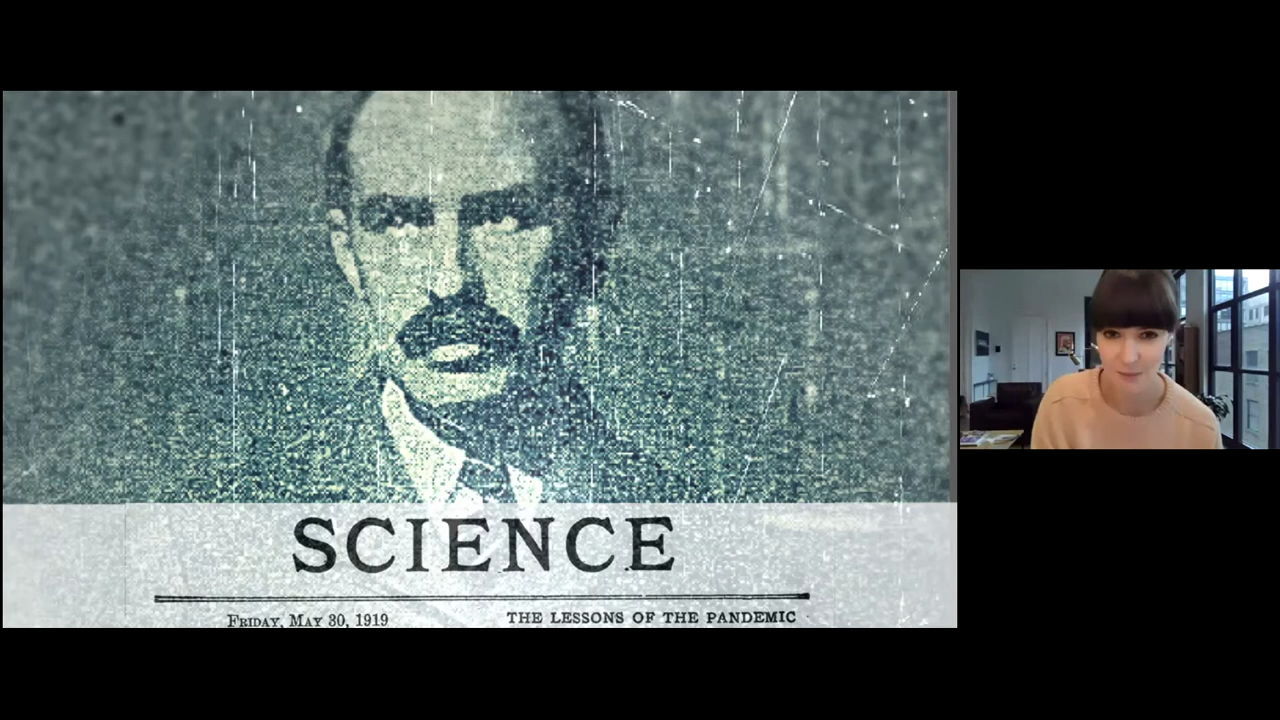 SCIENCE
FRIDAY, MAY 30, 1919
THE LESSONS OF THE PANDEMIC